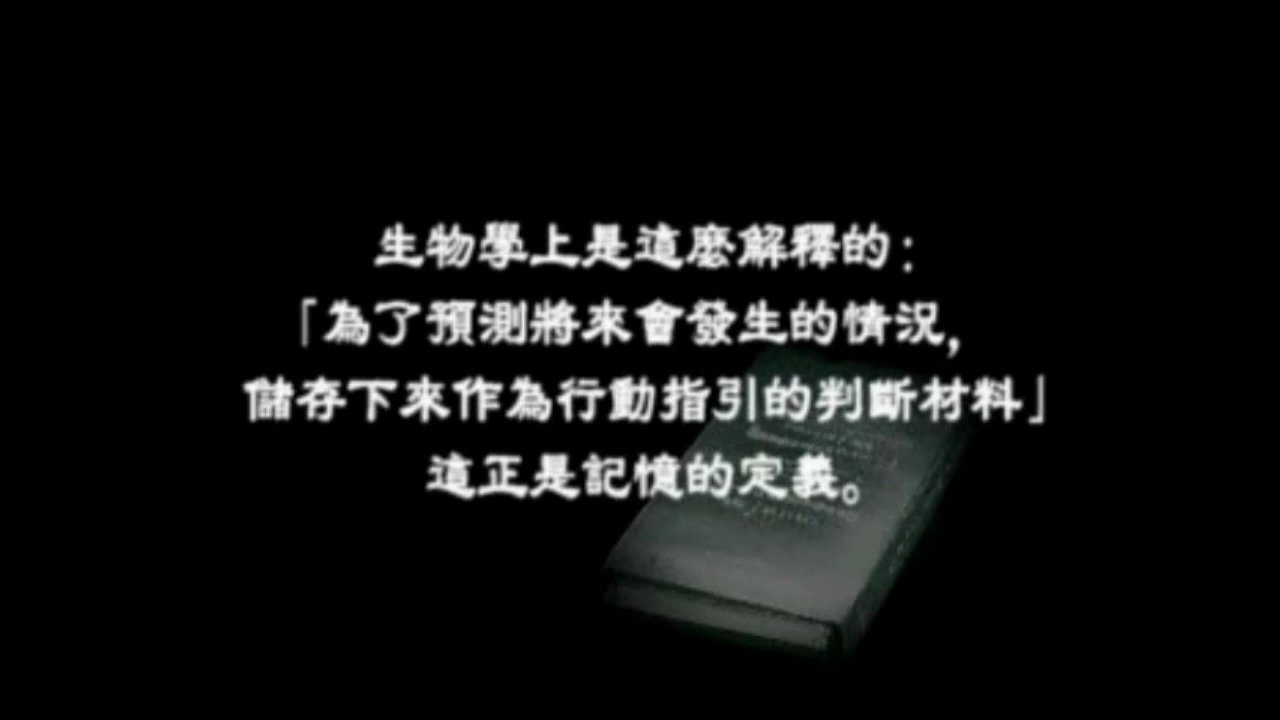 生物學上是這麼解釋的：
「為了預測將來會發生的情況，
儲存下來作為行動指引的判斷材料」
這正是記憶的定義。